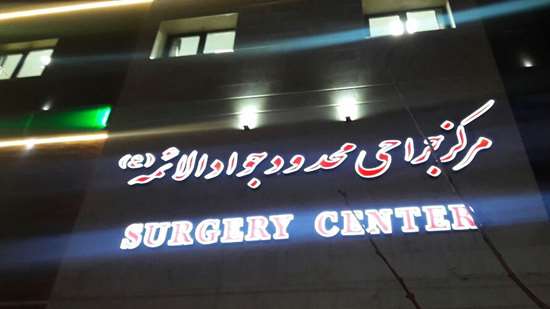 مرکز جراحی محدود جوادالائمه (ع)
SURGERY CENTER